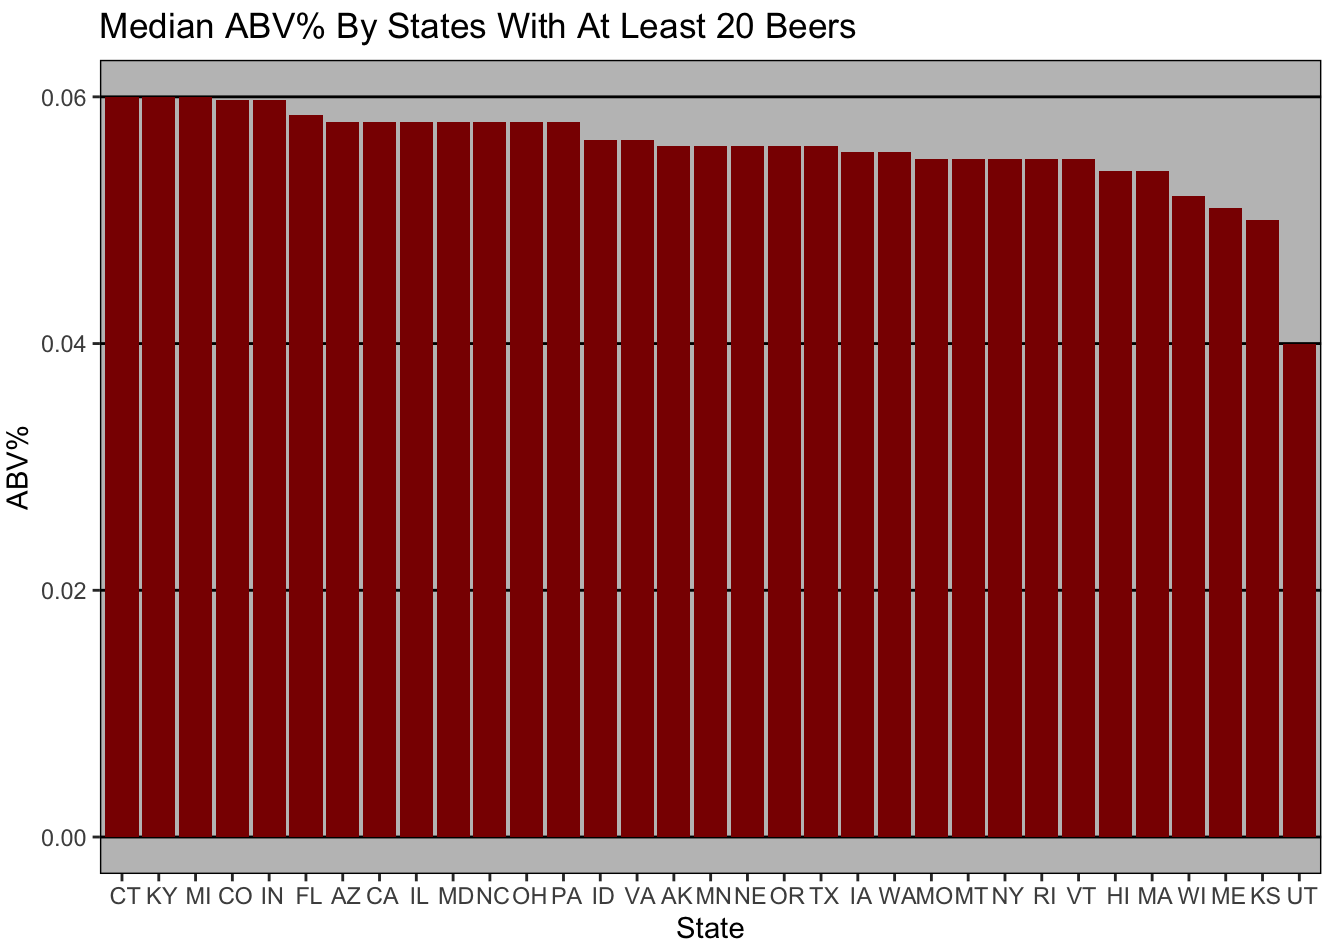 Median ABV% By States With At Least 20 Beers
0.06
0.04
0.02
0.00
ABV%
CT KY MI CO IN FL AZ CA IL MD NC OH PA ID VA AK MN NE OR TX IA WA MO MT NY RI VT HI MA WI ME KS UT
State